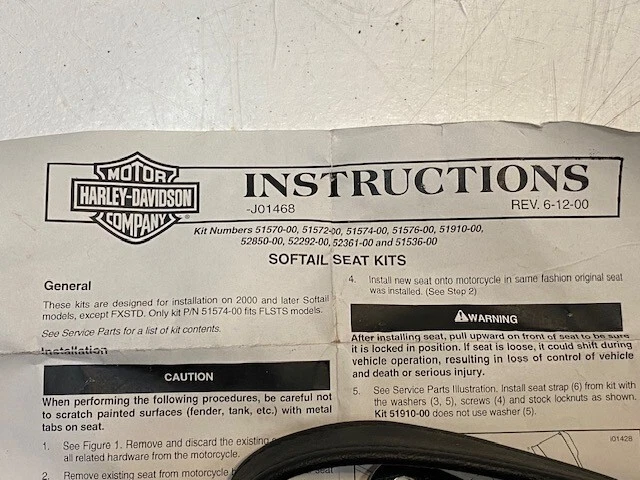 MOTOR
HARLEY-DAVIDSON
COMPANY
®
INSTRUCTIONS
-J01468
REV. 6-12-00
Kit Numbers 51570-00, 51572-00, 51574-00, 51576-00, 51910-00,
52850-00, 52292-00, 52361-00 and 51536-00
SOFTAIL SEAT KITS
General
These kits are designed for installation on 2000 and later Softail
models, except FXSTD. Only kit P/N 51574-00 fits FLSTS models.
See Service Parts for a list of kit contents.
Installation
CAUTION
When performing the following procedures, be careful not
to scratch painted surfaces (fender, tank, etc.) with metal
tabs on seat.
1. See Figure 1. Remove and discard the existing
all related hardware from the motorcycle.
2. Remove existing seat from motorcycle seat
4. Install new seat onto motorcycle in same fashion original seat
was installed. (See Step 2)
WARNING
After installing seat, pull upward on front of seat to be sure
it is locked in position. If seat is loose, it could shift during
vehicle operation, resulting in loss of control of vehicle
and death or serious injury.
5. See Service Parts Illustration. Install seat strap (6) from kit with
the washers (3, 5), screws (4) and stock locknuts as shown.
Kit 51910-00 does not use washer (5).
i01428